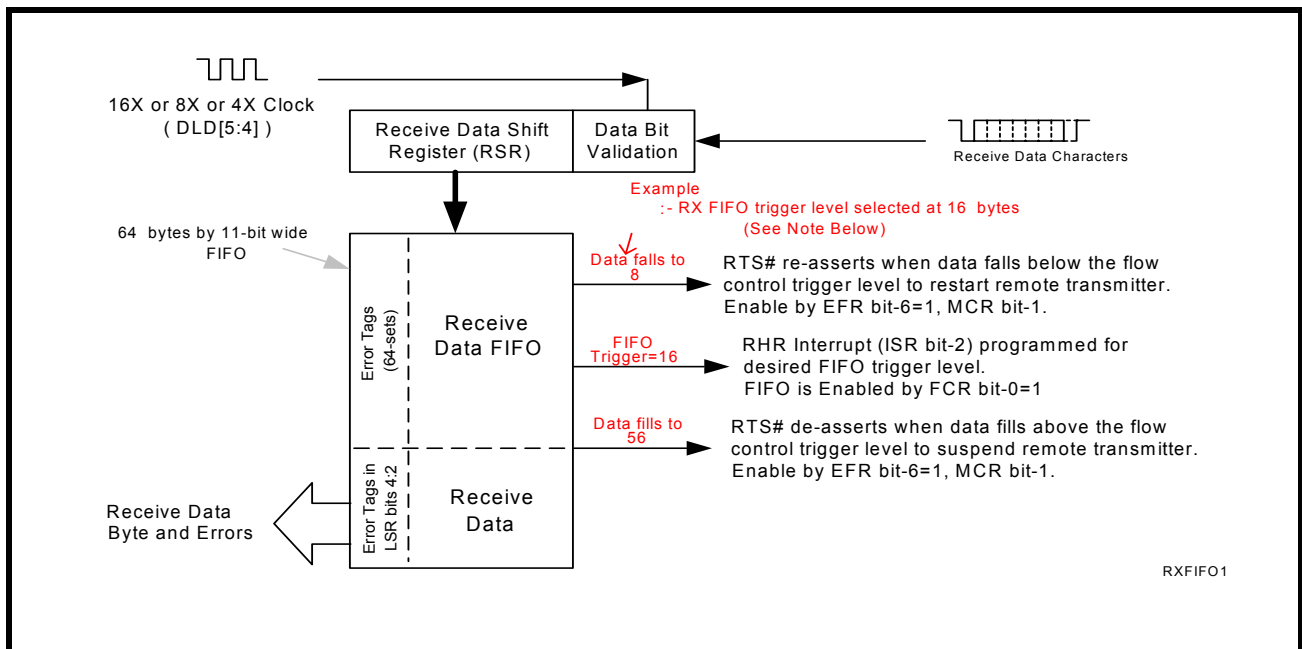 16X or 8X or 4X Clock
( DLD[5:4] )
Receive Data Shift
Register (RSR)
Data Bit
Validation
Receive Data Characters
Example
:- RX FIFO trigger level selected at 16 bytes
(See Note Below)
64 bytes by 11-bit wide
FIFO
Error Tags
(64-sets)
Receive
Data FIFO
Data falls to
8
RTS# re-asserts when data falls below the flow
control trigger level to restart remote transmitter.
Enable by EFR bit-6=1, MCR bit-1.
FIFO
Trigger=16
RHR Interrupt (ISR bit-2) programmed for
desired FIFO trigger level.
FIFO is Enabled by FCR bit-0=1
Data fills to
56
RTS# de-asserts when data fills above the flow
control trigger level to suspend remote transmitter.
Enable by EFR bit-6=1, MCR bit-1.
Error Tags in
LSR bits 4:2
Receive
Data
Receive Data
Byte and Errors
RXFIFO1